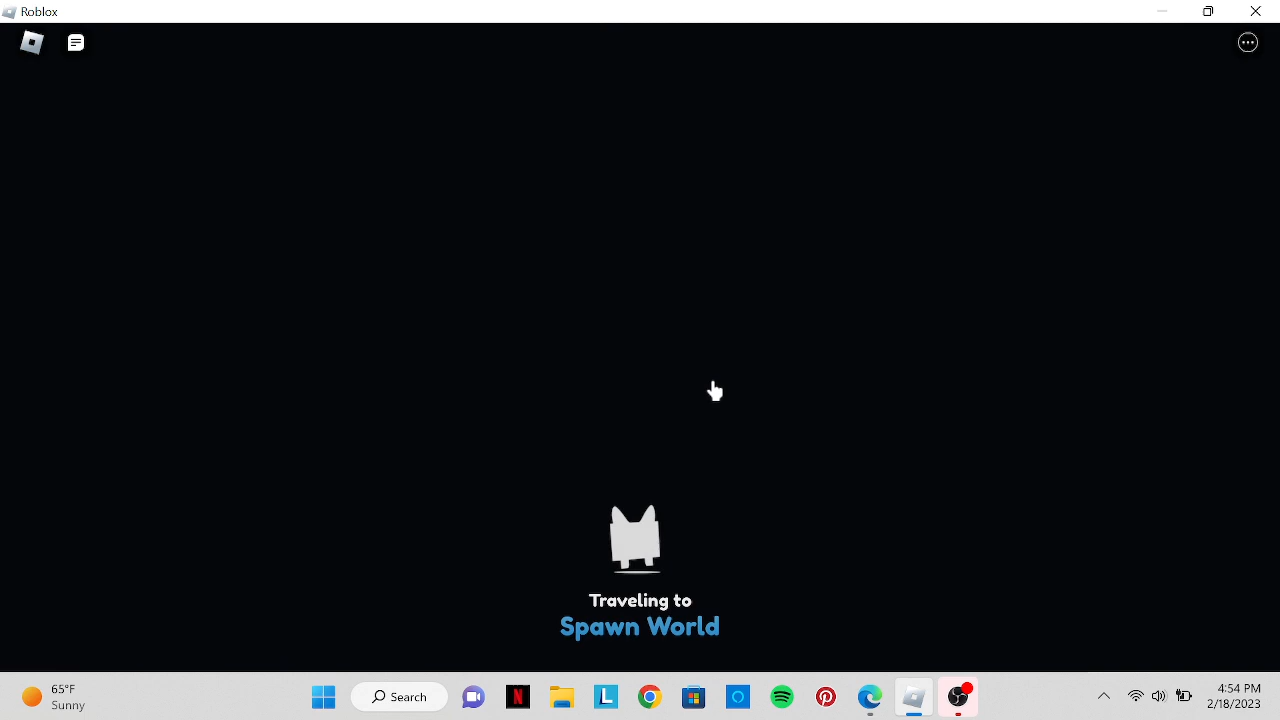 Roblox
Traveling to
Spawn World
65°F
Sunny
Search
N
L
4:54 PM
2/18/2023